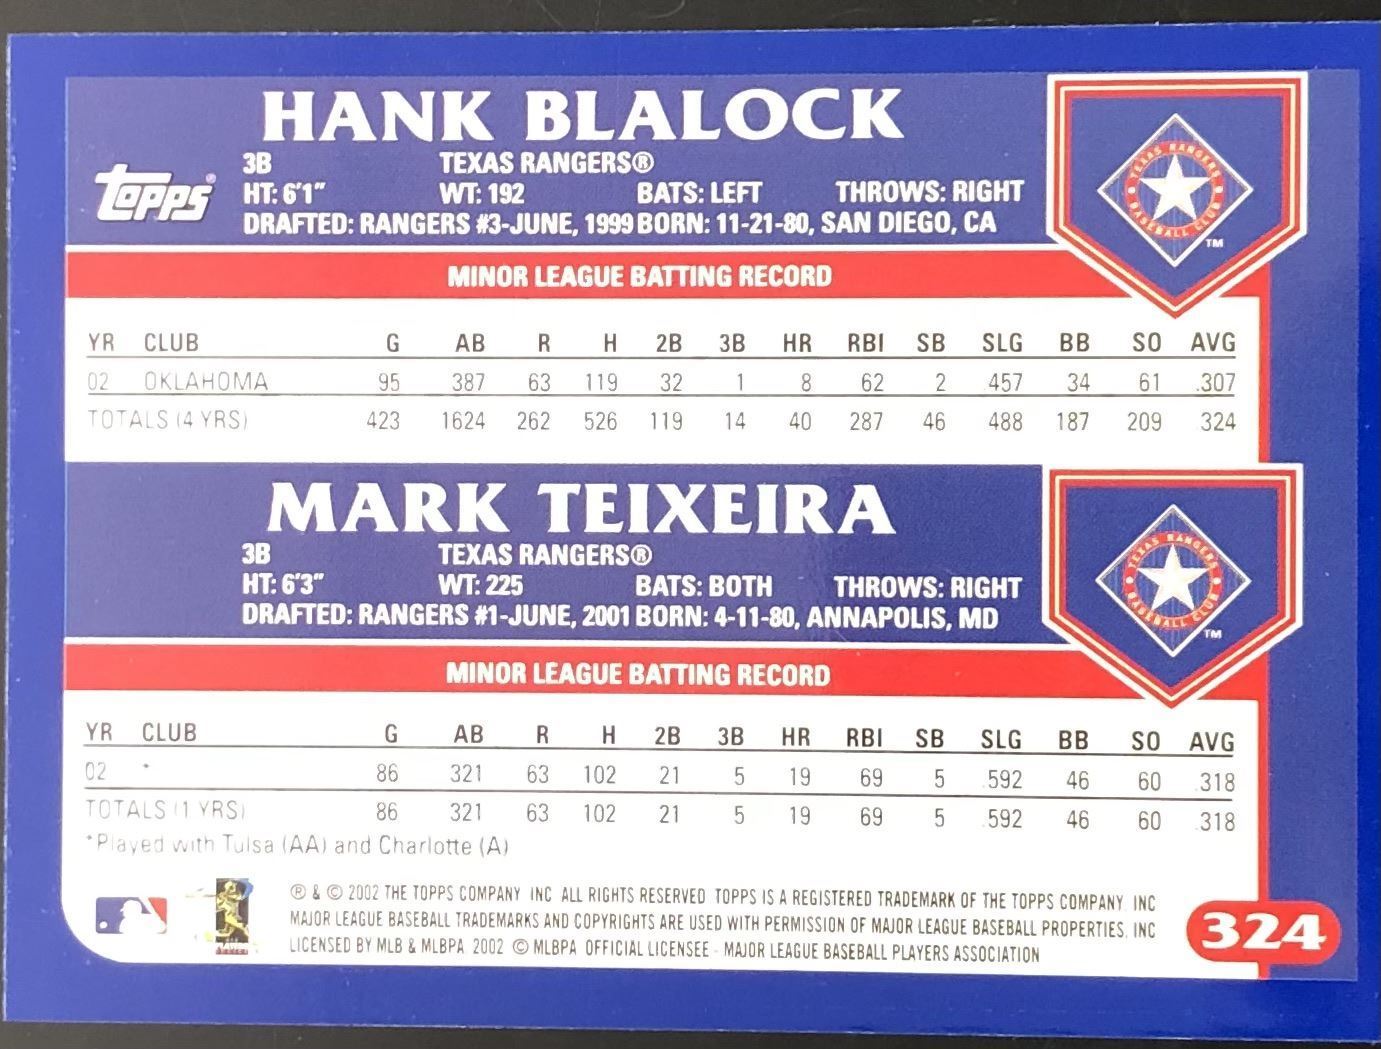 HANK BLALOCK
topps
3B TEXAS RANGERS®
HT: 6'1" WT: 192 BATS: LEFT THROWS: RIGHT
DRAFTED: RANGERS #3-JUNE, 1999 BORN: 11-21-80, SAN DIEGO, CA
TEXAS RANGERS
BASEBALL CLUB
TM
MINOR LEAGUE BATTING RECORD
YR CLUB G AB R H 2B 3B HR RBI SB SLG BB SO AVG
02 OKLAHOMA 95 387 63 119 32 1 8 62 2 .457 34 61 .307
TOTALS (4 YRS) 423 1624 262 526 119 14 40 287 46 .488 187 209 .324
MARK TEIXEIRA
3B TEXAS RANGERS®
HT: 6'3" WT: 225 BATS: BOTH THROWS: RIGHT
DRAFTED: RANGERS #1-JUNE, 2001 BORN: 4-11-80, ANNAPOLIS, MD
TEXAS RANGERS
BASEBALL CLUB
TM
MINOR LEAGUE BATTING RECORD
YR CLUB G AB R H 2B 3B HR RBI SB SLG BB SO AVG
02 * 86 321 63 102 21 5 19 69 5 .592 46 60 .318
TOTALS (1 YRS) 86 321 63 102 21 5 19 69 5 .592 46 60 .318
*Played with Tulsa (AA) and Charlotte (A)
® & © 2002 THE TOPPS COMPANY, INC. ALL RIGHTS RESERVED. TOPPS IS A REGISTERED TRADEMARK OF THE TOPPS COMPANY, INC.
MAJOR LEAGUE BASEBALL TRADEMARKS AND COPYRIGHTS ARE USED WITH PERMISSION OF MAJOR LEAGUE BASEBALL PROPERTIES, INC.
LICENSED BY MLB & MLBPA 2002 © MLBPA OFFICIAL LICENSEE - MAJOR LEAGUE BASEBALL PLAYERS ASSOCIATION
324